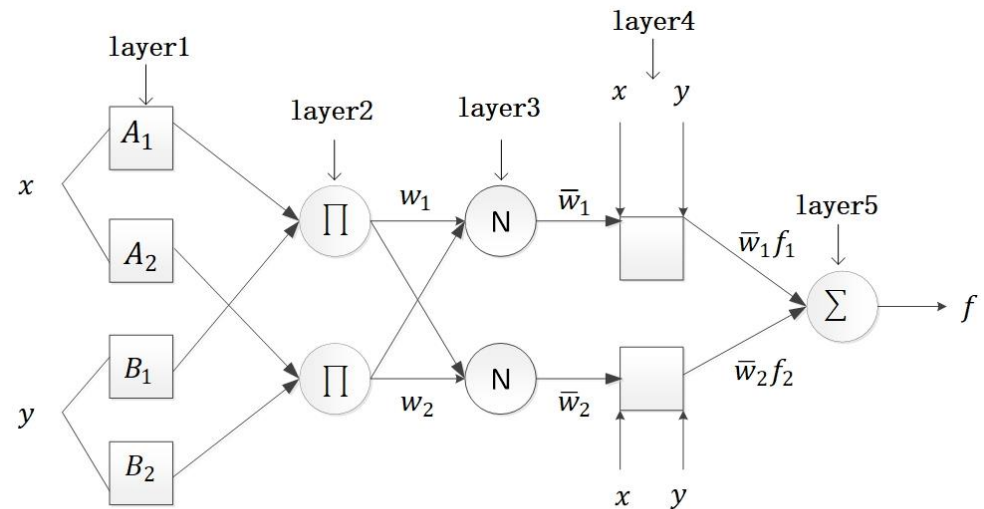 layer1
layer2
layer3
layer4
layer5
x
y
A₁
A₂
B₁
B₂
∏
∏
w₁
w₂
N
N
w̅₁
w̅₂
x y
x y
w̅₁f₁
w̅₂f₂
∑
f